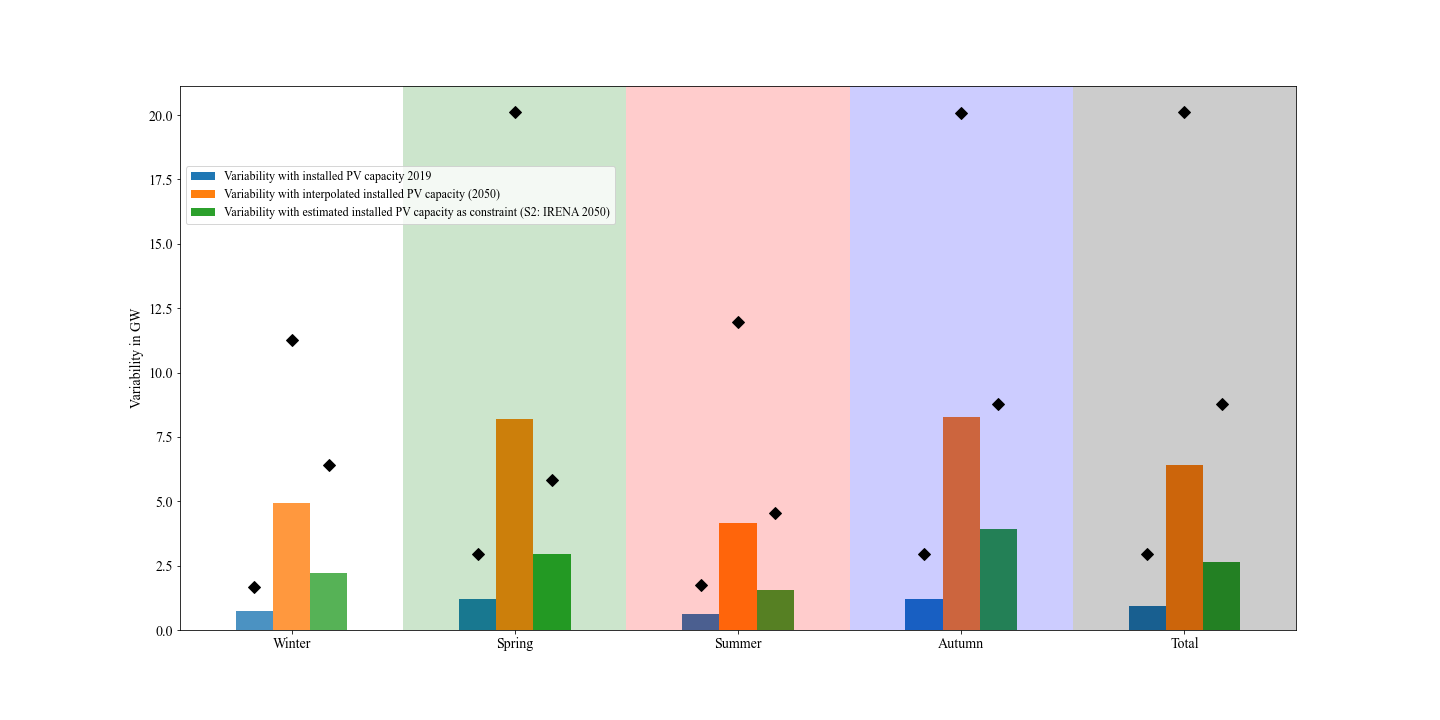 20.0
17.5
15.0
12.5
10.0
7.5
5.0
2.5
0.0
Variability in GW
Variability with installed PV capacity 2019
Variability with interpolated installed PV capacity (2050)
Variability with estimated installed PV capacity as constraint (S2: IRENA 2050)
Winter
Spring
Summer
Autumn
Total